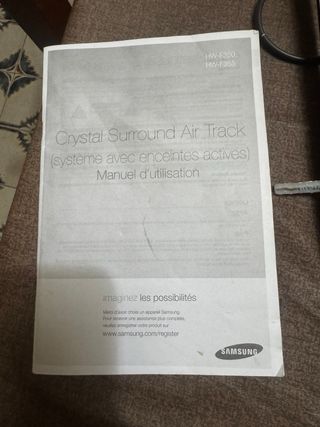 HW-F350
HW-F355
Crystal Surround Air Track
(système avec enceintes actives)
Manuel d'utilisation
imaginez les possibilités
Merci d'avoir choisi un appareil Samsung.
Pour recevoir une assistance plus complète,
veuillez enregistrer votre produit sur
www.samsung.com/register
SAMSUNG